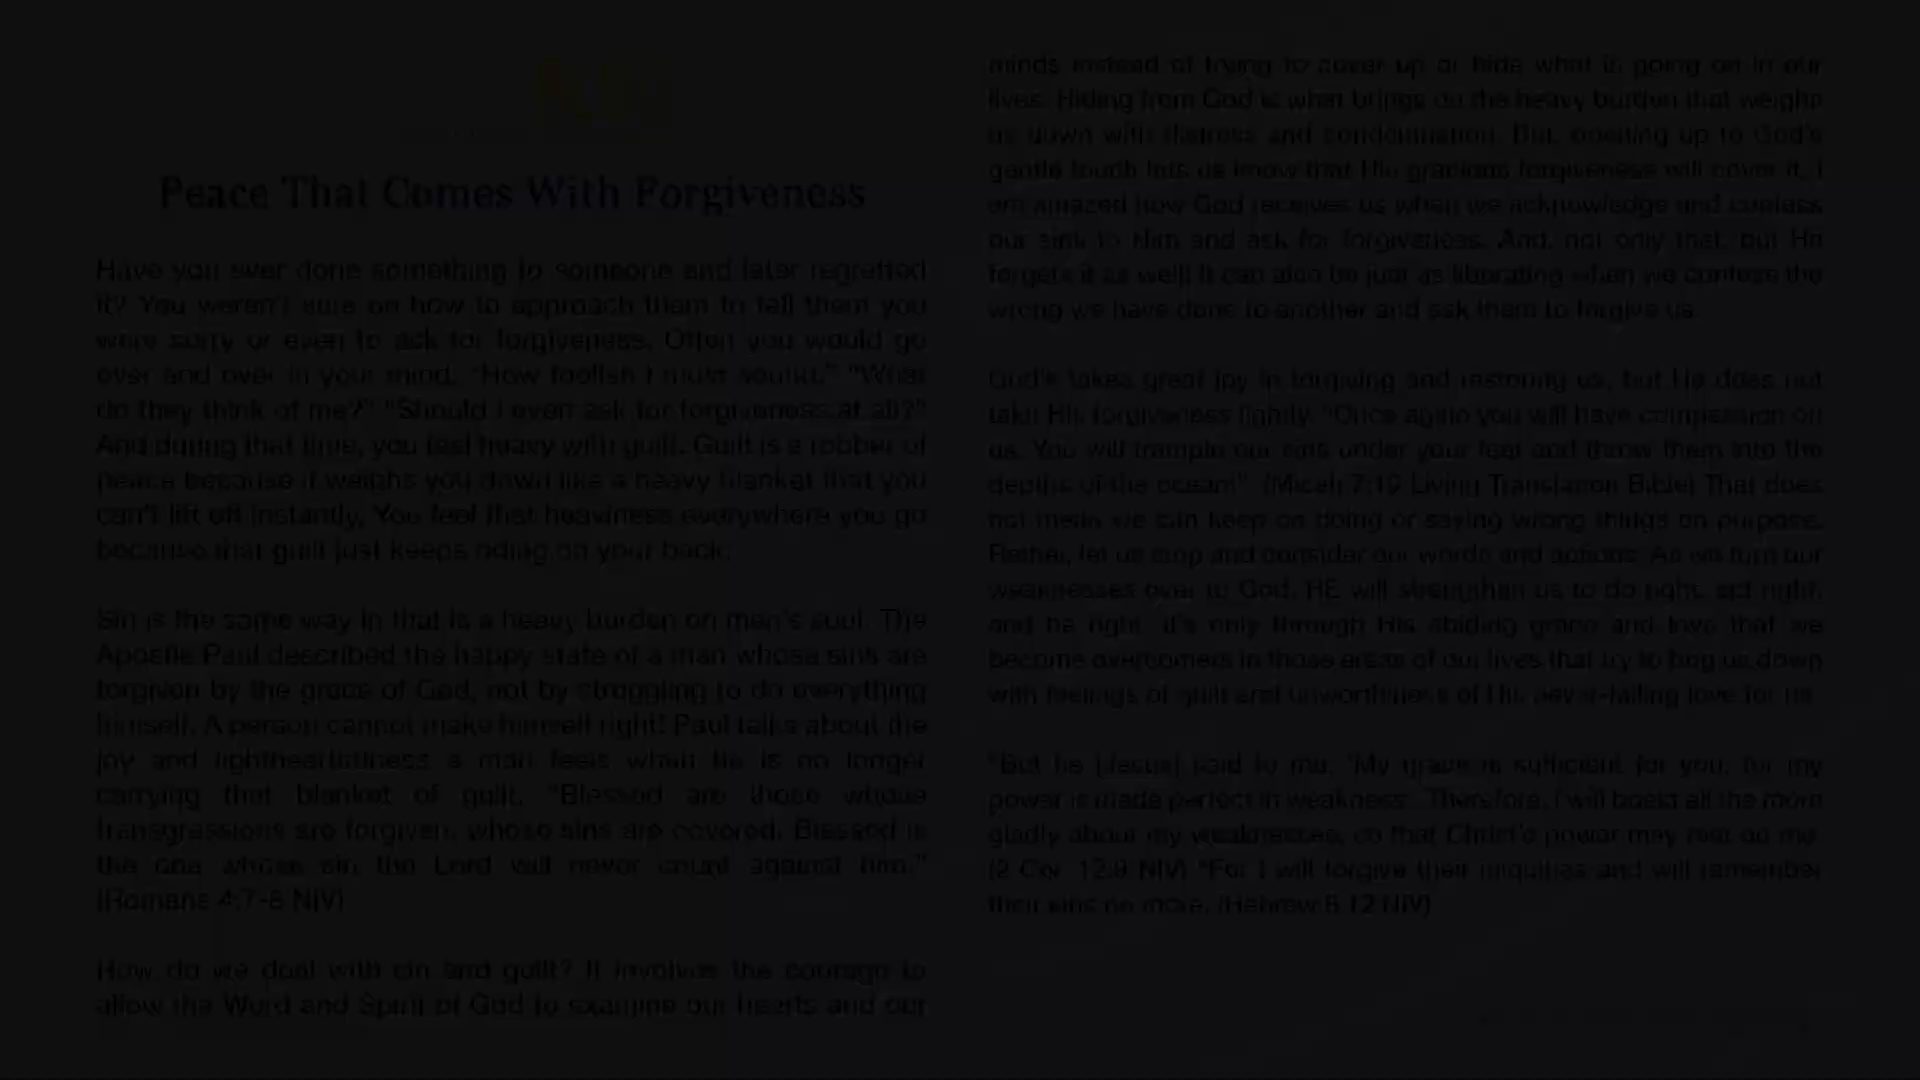 Peace That Comes With Forgiveness
Have you ever done something to someone and later regretted
it? You weren't sure on how to approach them to tell them you
were sorry or even to ask for forgiveness. Often you would go
over and over in your mind, "How foolish I must sound." "What
do they think of me?" "Should I even ask for forgiveness at all?"
And during that time, you feel heavy with guilt. Guilt is a robber of
peace because it weighs you down like a heavy blanket that you
can't lift off instantly. You feel that heaviness everywhere you go
because that guilt just keeps riding on your back.
Sin is the same way in that is a heavy burden on man's soul. The
Apostle Paul described the happy state of a man whose sins are
forgiven by the grace of God, not by struggling to do everything
himself. A person cannot make himself right! Paul talks about the
joy and lightheartedness a man feels when he is no longer
carrying that blanket of guilt. "Blessed are those whose
transgressions are forgiven, whose sins are covered. Blessed is
the one whose sin the Lord will never count against him."
(Romans 4:7-8 NIV)
How do we deal with sin and guilt? It involves the courage to
allow the Word and Spirit of God to examine our hearts and our
minds instead of trying to cover up or hide what is going on in our
lives. Hiding from God is what brings on the heavy burden that weighs
us down with distress and condemnation. But, opening up to God's
gentle touch lets us know that His gracious forgiveness will cover it. I
am amazed how God receives us when we acknowledge and confess
our sins to Him and ask for forgiveness. And, not only that, but He
forgets it as well! It can also be just as liberating when we confess the
wrong we have done to another and ask them to forgive us.
God's takes great joy in forgiving and restoring us, but He does not
take His forgiveness lightly. "Once again you will have compassion on
us. You will trample our sins under your feet and throw them into the
depths of the ocean!" (Micah 7:19 Living Translation Bible) That does
not mean we can keep on doing or saying wrong things on purpose.
Rather, let us stop and consider our words and actions. As we turn our
weaknesses over to God, HE will strengthen us to do right, act right,
and be right. It's only through His abiding grace and love that we
become overcomers in those areas of our lives that try to bog us down
with feelings of guilt and unworthiness of His never-failing love for us.
"But he (Jesus) said to me, 'My grace is sufficient for you, for my
power is made perfect in weakness'. Therefore, I will boast all the more
gladly about my weaknesses, so that Christ's power may rest on me.
(2 Cor. 12:9 NIV) "For I will forgive their iniquities and will remember
their sins no more. (Hebrew 8:12 NIV)